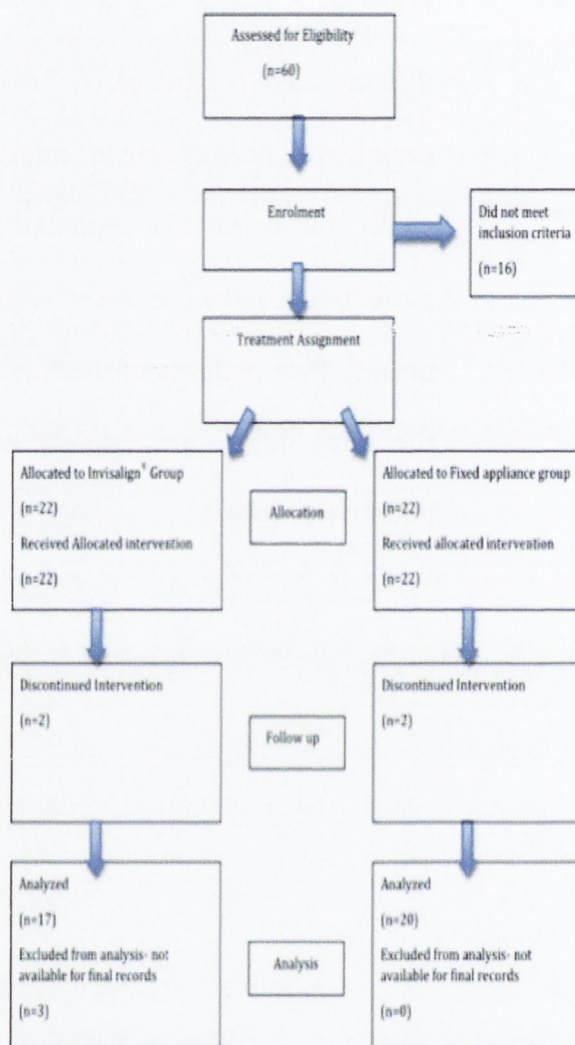 Assessed for Eligibility
(n=60)
Enrolment
Did not meet
inclusion criteria
(n=16)
Treatment Assignment
Allocated to Invisalign® Group
(n=22)
Received Allocated intervention
(n=22)
Allocation
Allocated to Fixed appliance group
(n=22)
Received allocated intervention
(n=22)
Discontinued Intervention
(n=2)
Follow up
Discontinued Intervention
(n=2)
Analyzed
(n=17)
Excluded from analysis- not
available for final records
(n=3)
Analysis
Analyzed
(n=20)
Excluded from analysis- not
available for final records
(n=0)